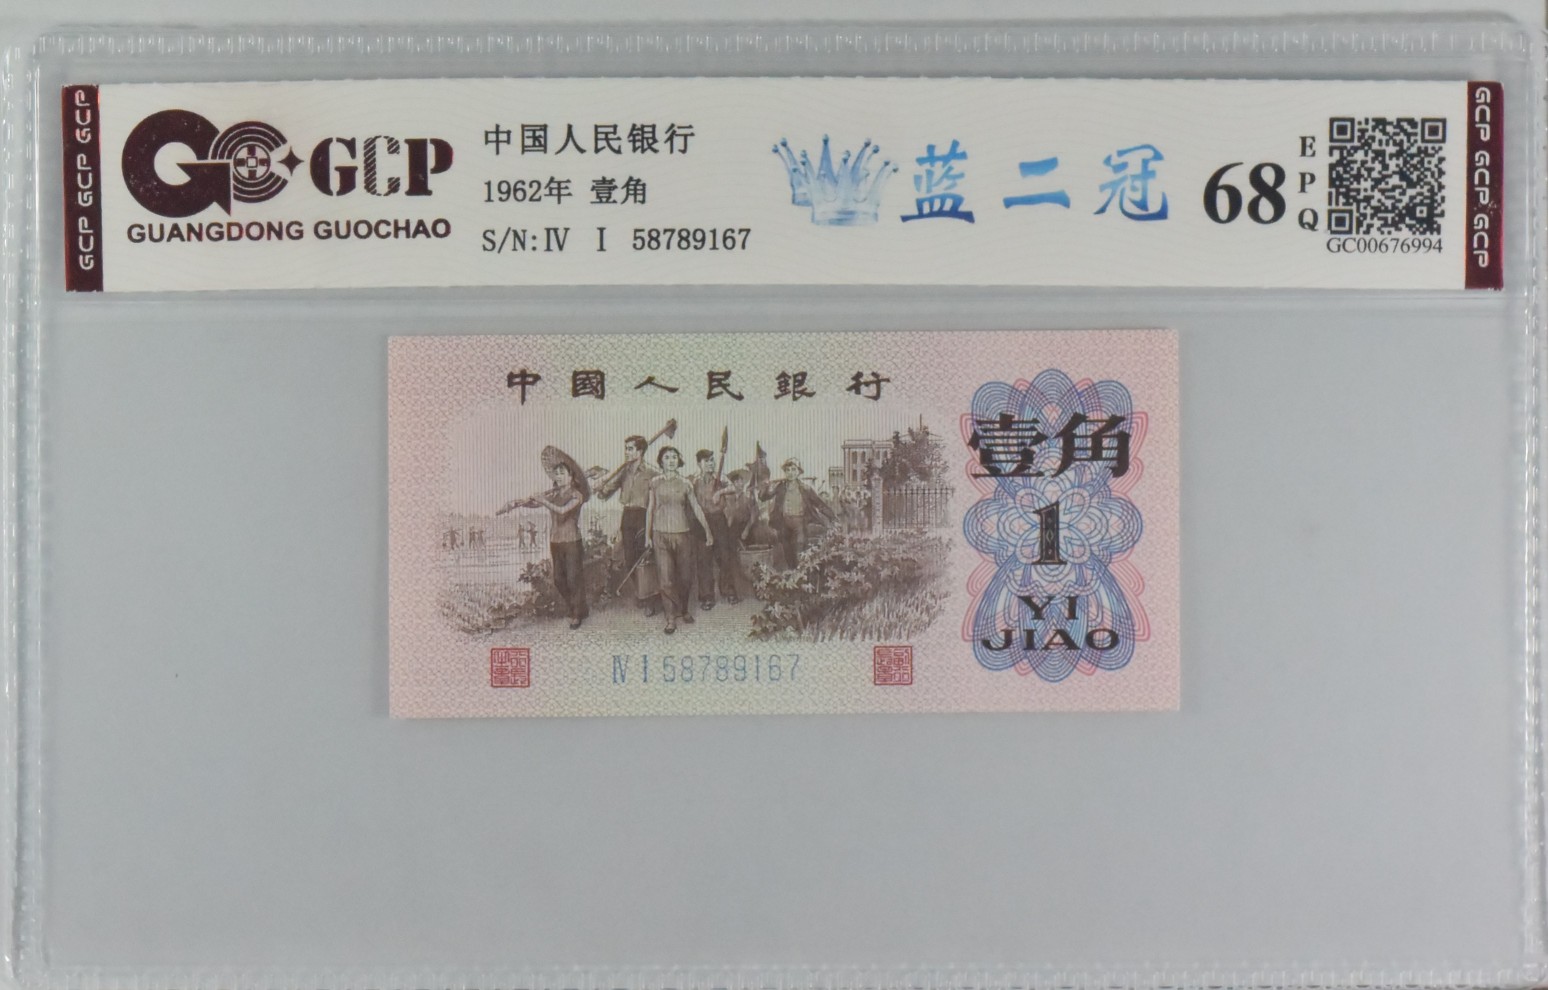 GCP GCP GCP
GCP
GUANGDONG GUOCHAO
中国人民银行
1962年 壹角
S/N:Ⅳ Ⅰ 58789167
蓝二冠
68
EPQ
GC00676994
GCP GCP GCP
中國人民銀行
壹角
1
YI
JIAO
Ⅳ Ⅰ 58789167